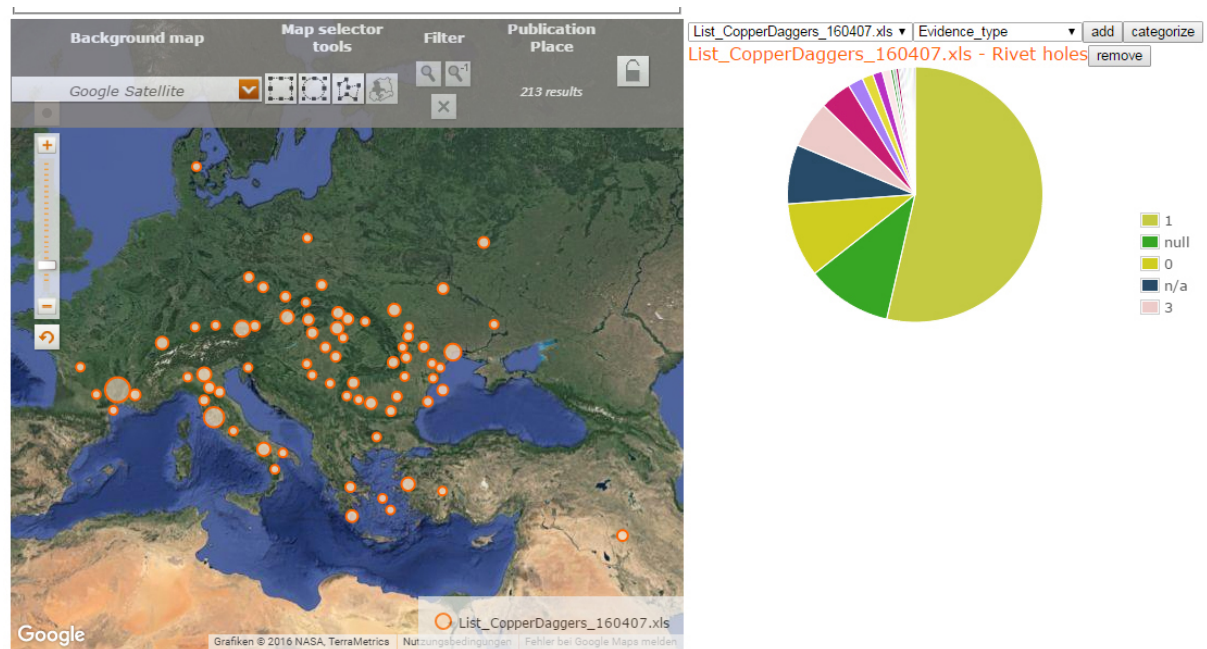 Background map
Map selector
tools
Filter
Publication
Place
Google Satellite
-1
213 results
+
−
Google
List_CopperDaggers_160407.xls
Grafiken © 2016 NASA, TerraMetrics
Nutzungsbedingungen
Fehler bei Google Maps melden
List_CopperDaggers_160407.xls
Evidence_type
add
categorize
List_CopperDaggers_160407.xls - Rivet holes
remove
1
null
0
n/a
3